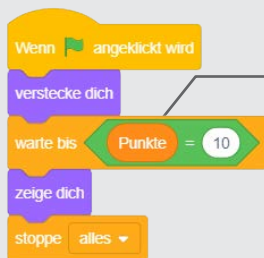 Wenn angeklickt wird
verstecke dich
warte bis Punkte = 10
zeige dich
stoppe alles